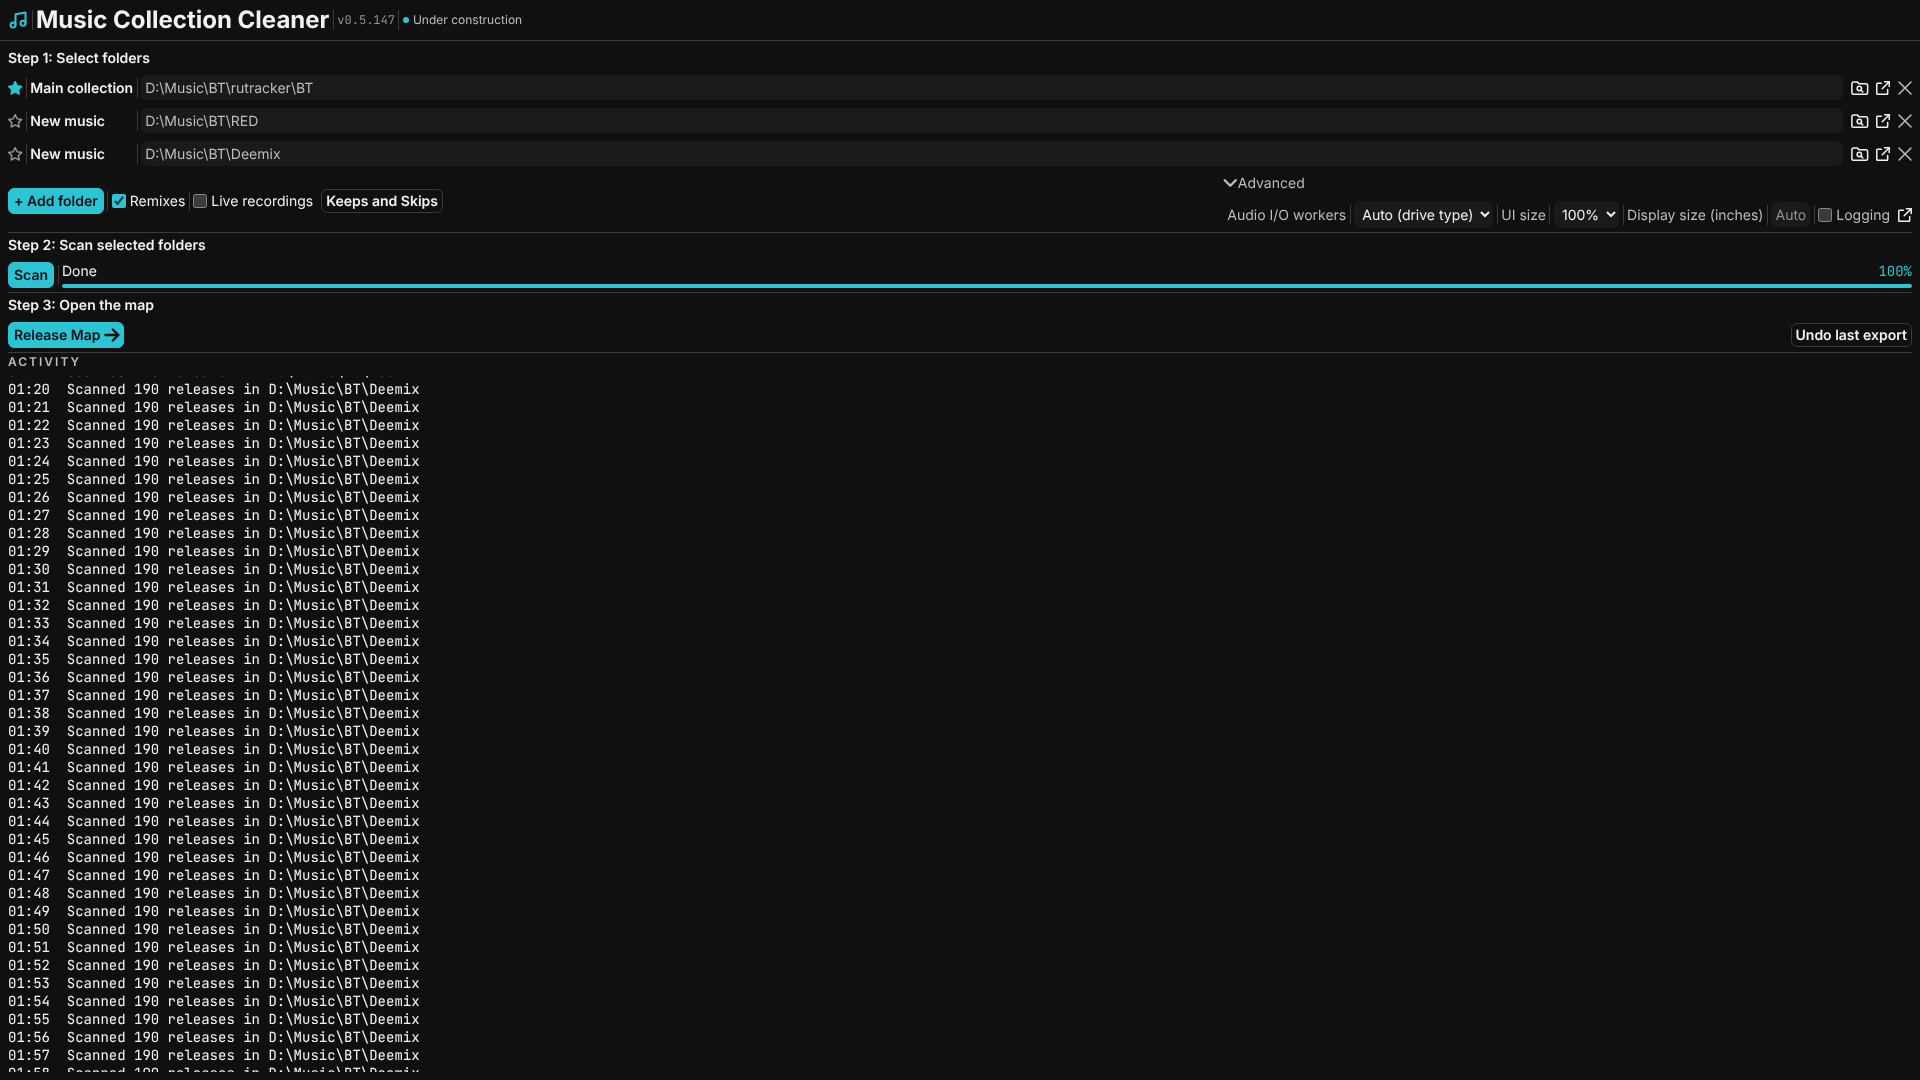 Music Collection Cleaner v0.5.147 Under construction
Step 1: Select folders
Main collection D:\Music\BT\rutracker\BT
New music D:\Music\BT\RED
New music D:\Music\BT\Deemix
+ Add folder Remixes Live recordings Keeps and Skips
Advanced
Audio I/O workers Auto (drive type) UI size 100% Display size (inches) Auto Logging
Step 2: Scan selected folders
Scan Done 100%
Step 3: Open the map
Release Map Undo last export
ACTIVITY
01:20 Scanned 190 releases in D:\Music\BT\Deemix
01:21 Scanned 190 releases in D:\Music\BT\Deemix
01:22 Scanned 190 releases in D:\Music\BT\Deemix
01:23 Scanned 190 releases in D:\Music\BT\Deemix
01:24 Scanned 190 releases in D:\Music\BT\Deemix
01:25 Scanned 190 releases in D:\Music\BT\Deemix
01:26 Scanned 190 releases in D:\Music\BT\Deemix
01:27 Scanned 190 releases in D:\Music\BT\Deemix
01:28 Scanned 190 releases in D:\Music\BT\Deemix
01:29 Scanned 190 releases in D:\Music\BT\Deemix
01:30 Scanned 190 releases in D:\Music\BT\Deemix
01:31 Scanned 190 releases in D:\Music\BT\Deemix
01:32 Scanned 190 releases in D:\Music\BT\Deemix
01:33 Scanned 190 releases in D:\Music\BT\Deemix
01:34 Scanned 190 releases in D:\Music\BT\Deemix
01:35 Scanned 190 releases in D:\Music\BT\Deemix
01:36 Scanned 190 releases in D:\Music\BT\Deemix
01:37 Scanned 190 releases in D:\Music\BT\Deemix
01:38 Scanned 190 releases in D:\Music\BT\Deemix
01:39 Scanned 190 releases in D:\Music\BT\Deemix
01:40 Scanned 190 releases in D:\Music\BT\Deemix
01:41 Scanned 190 releases in D:\Music\BT\Deemix
01:42 Scanned 190 releases in D:\Music\BT\Deemix
01:43 Scanned 190 releases in D:\Music\BT\Deemix
01:44 Scanned 190 releases in D:\Music\BT\Deemix
01:45 Scanned 190 releases in D:\Music\BT\Deemix
01:46 Scanned 190 releases in D:\Music\BT\Deemix
01:47 Scanned 190 releases in D:\Music\BT\Deemix
01:48 Scanned 190 releases in D:\Music\BT\Deemix
01:49 Scanned 190 releases in D:\Music\BT\Deemix
01:50 Scanned 190 releases in D:\Music\BT\Deemix
01:51 Scanned 190 releases in D:\Music\BT\Deemix
01:52 Scanned 190 releases in D:\Music\BT\Deemix
01:53 Scanned 190 releases in D:\Music\BT\Deemix
01:54 Scanned 190 releases in D:\Music\BT\Deemix
01:55 Scanned 190 releases in D:\Music\BT\Deemix
01:56 Scanned 190 releases in D:\Music\BT\Deemix
01:57 Scanned 190 releases in D:\Music\BT\Deemix
01:58 Scanned 190 releases in D:\Music\BT\Deemix